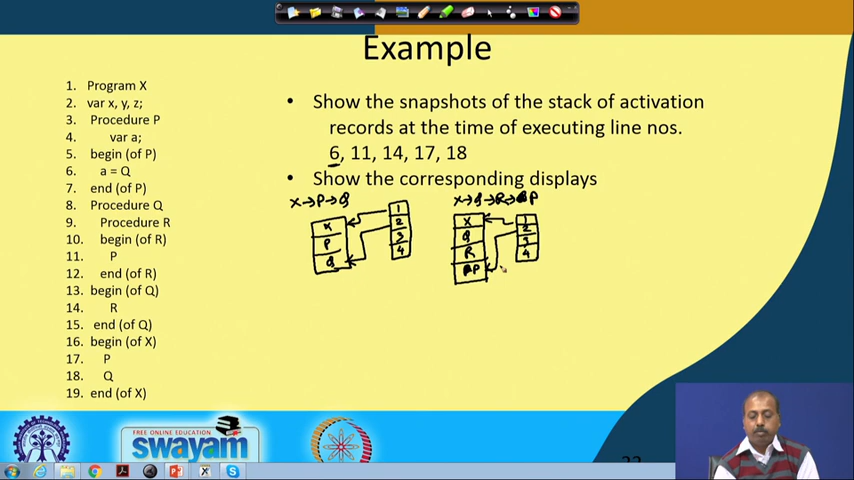 Example
1. Program X
2. var x, y, z;
3. Procedure P
4. var a;
5. begin (of P)
6. a = Q
7. end (of P)
8. Procedure Q
9. Procedure R
10. begin (of R)
11. P
12. end (of R)
13. begin (of Q)
14. R
15. end (of Q)
16. begin (of X)
17. P
18. Q
19. end (of X)
• Show the snapshots of the stack of activation
records at the time of executing line nos.
6, 11, 14, 17, 18
• Show the corresponding displays
X→P→Q
X
P
Q
1
2
3
4
X→Q→R→P
X
Q
R
P
1
2
3
4
FREE ONLINE EDUCATION
swayam